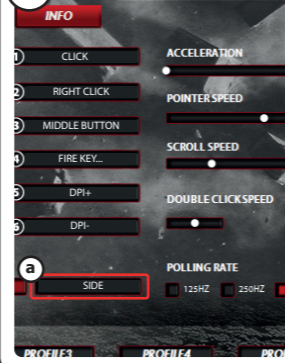 INFO
1 CLICK
ACCELERATION
2 RIGHT CLICK
POINTER SPEED
3 MIDDLE BUTTON
SCROLL SPEED
4 FIRE KEY...
5 DPI+
DOUBLE CLICKSPEED
6 DPI-
a
SIDE
POLLING RATE
125HZ 250HZ
PROFILE3 PROFILE4